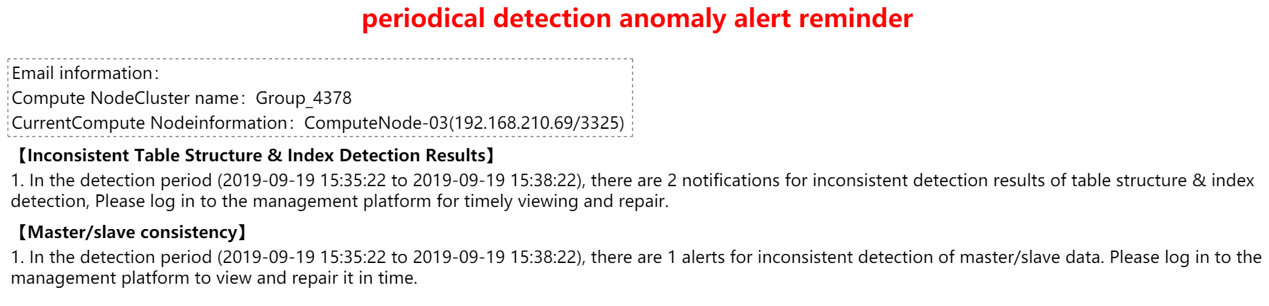 periodical detection anomaly alert reminder
Email information：
Compute NodeCluster name：Group_4378
CurrentCompute Nodeinformation：ComputeNode-03(192.168.210.69/3325)
【Inconsistent Table Structure & Index Detection Results】
1. In the detection period (2019-09-19 15:35:22 to 2019-09-19 15:38:22), there are 2 notifications for inconsistent detection results of table structure & index
detection, Please log in to the management platform for timely viewing and repair.
【Master/slave consistency】
1. In the detection period (2019-09-19 15:35:22 to 2019-09-19 15:38:22), there are 1 alerts for inconsistent detection of master/slave data. Please log in to the
management platform to view and repair it in time.